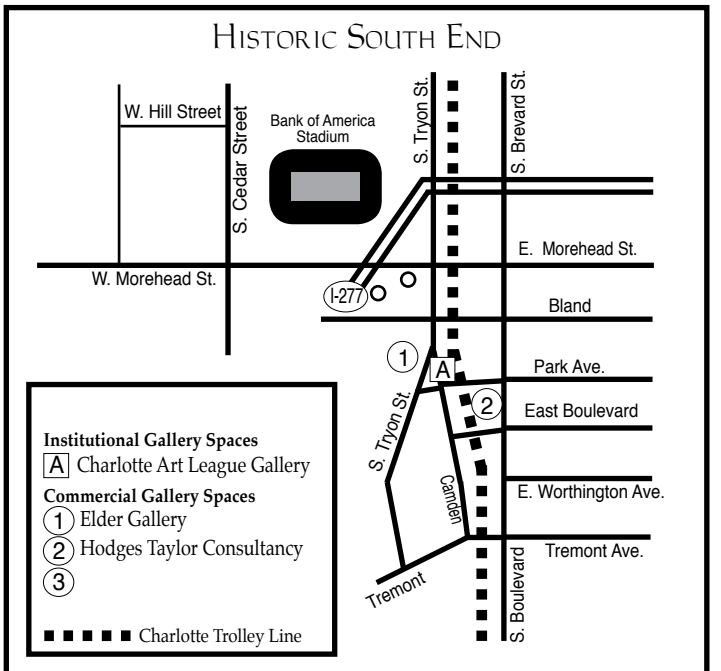 HISTORIC SOUTH END
W. Hill Street
S. Cedar Street
Bank of America
Stadium
S. Tryon St.
S. Brevard St.
W. Morehead St.
E. Morehead St.
I-277
Bland
1
A
Park Ave.
2
East Boulevard
S. Tryon St.
Camden
E. Worthington Ave.
Tremont
Tremont Ave.
S. Boulevard
Institutional Gallery Spaces
A Charlotte Art League Gallery
Commercial Gallery Spaces
1 Elder Gallery
2 Hodges Taylor Consultancy
3
Charlotte Trolley Line